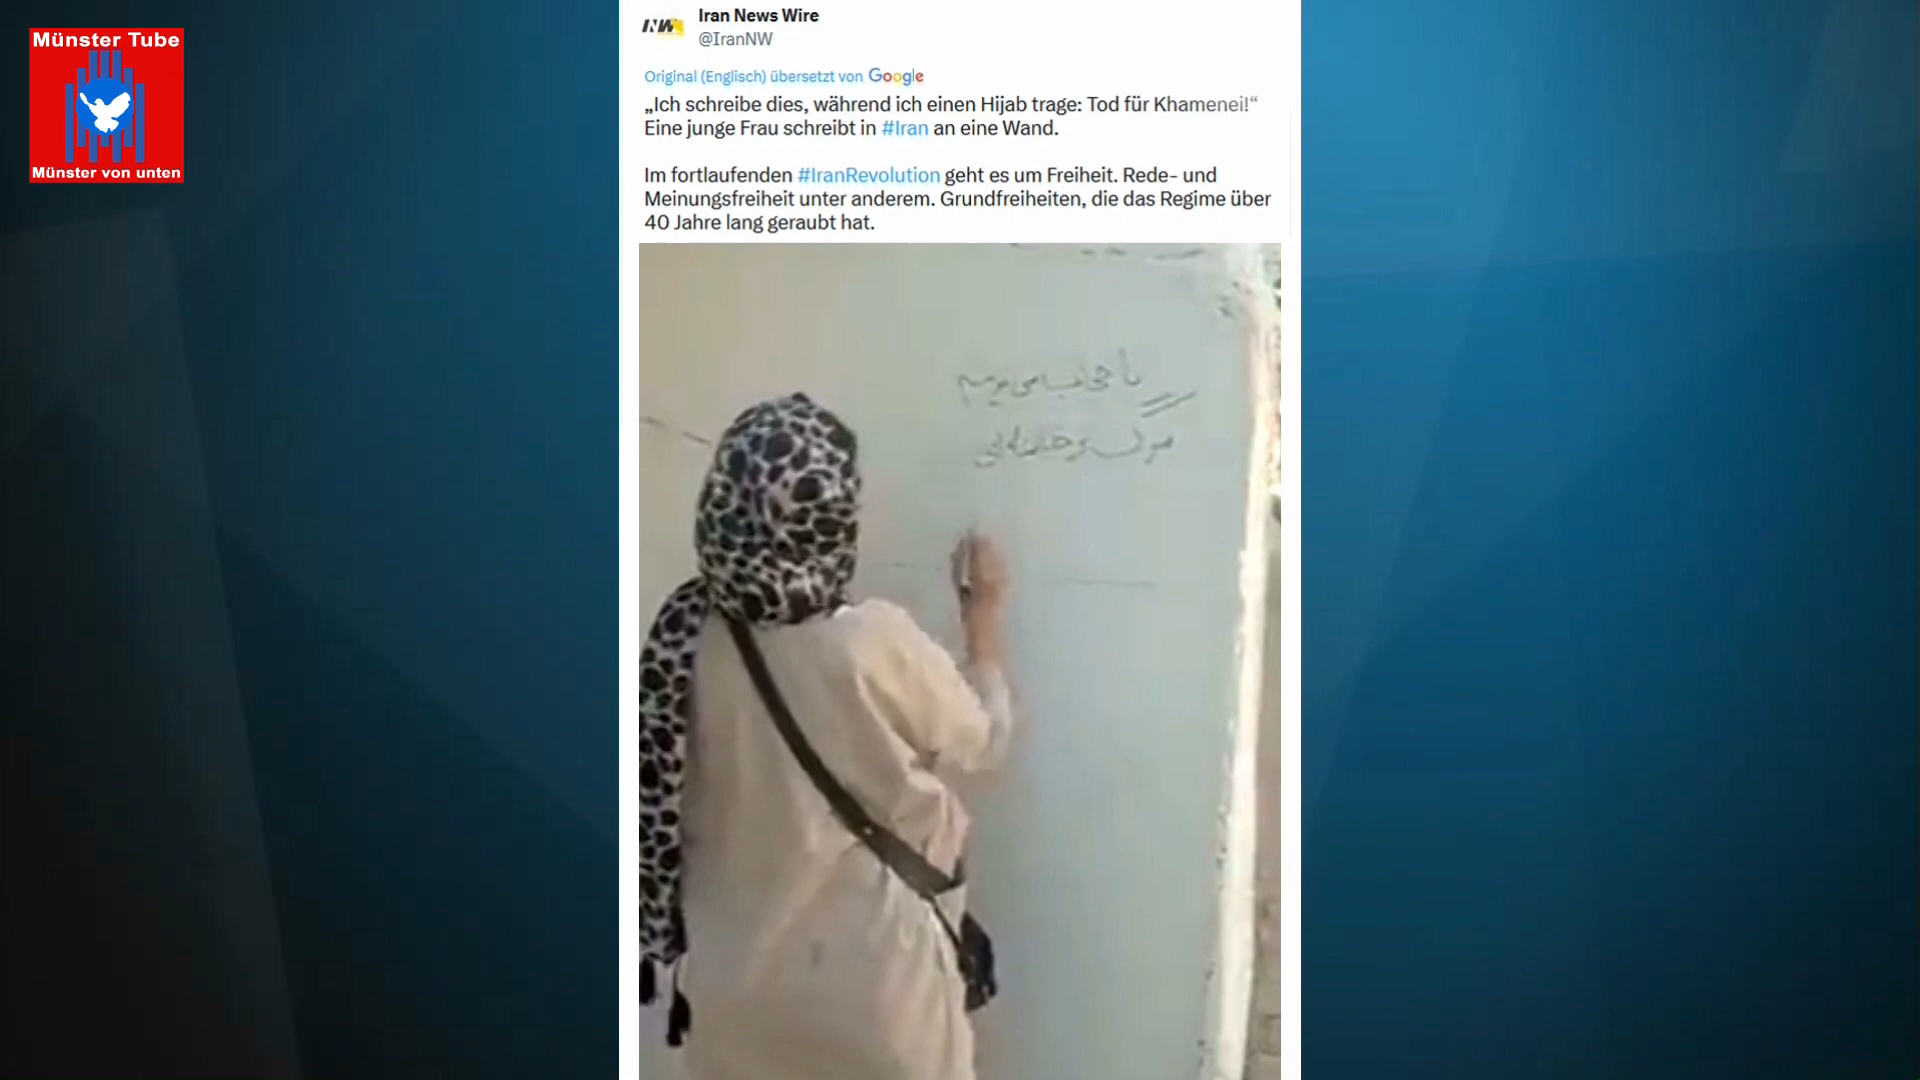 Münster Tube
Münster von unten
INW
Iran News Wire
@IranNW
Original (Englisch) übersetzt von Google
„Ich schreibe dies, während ich einen Hijab trage: Tod für Khamenei!“
Eine junge Frau schreibt in #Iran an eine Wand.
Im fortlaufenden #IranRevolution geht es um Freiheit. Rede- und
Meinungsfreiheit unter anderem. Grundfreiheiten, die das Regime über
40 Jahre lang geraubt hat.
با حجاب می نویسم
مرگ بر خامنه‌ای